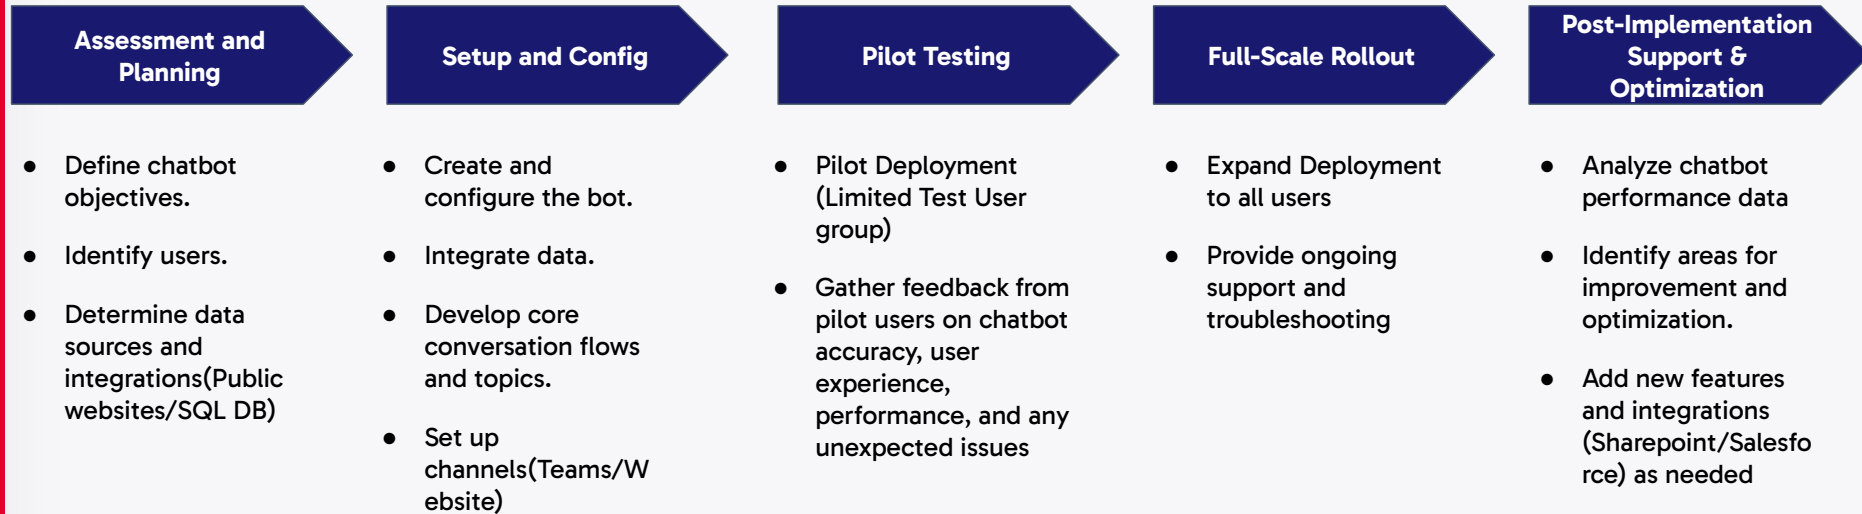 Assessment and
Planning
Setup and Config
Pilot Testing
Full-Scale Rollout
Post-Implementation
Support &
Optimization
● Define chatbot
objectives.
● Identify users.
● Determine data
sources and
integrations(Public
websites/SQL DB)
● Create and
configure the bot.
● Integrate data.
● Develop core
conversation flows
and topics.
● Set up
channels(Teams/W
ebsite)
● Pilot Deployment
(Limited Test User
group)
● Gather feedback from
pilot users on chatbot
accuracy, user
experience,
performance, and any
unexpected issues
● Expand Deployment
to all users
● Provide ongoing
support and
troubleshooting
● Analyze chatbot
performance data
● Identify areas for
improvement and
optimization.
● Add new features
and integrations
(Sharepoint/Salesfo
rce) as needed